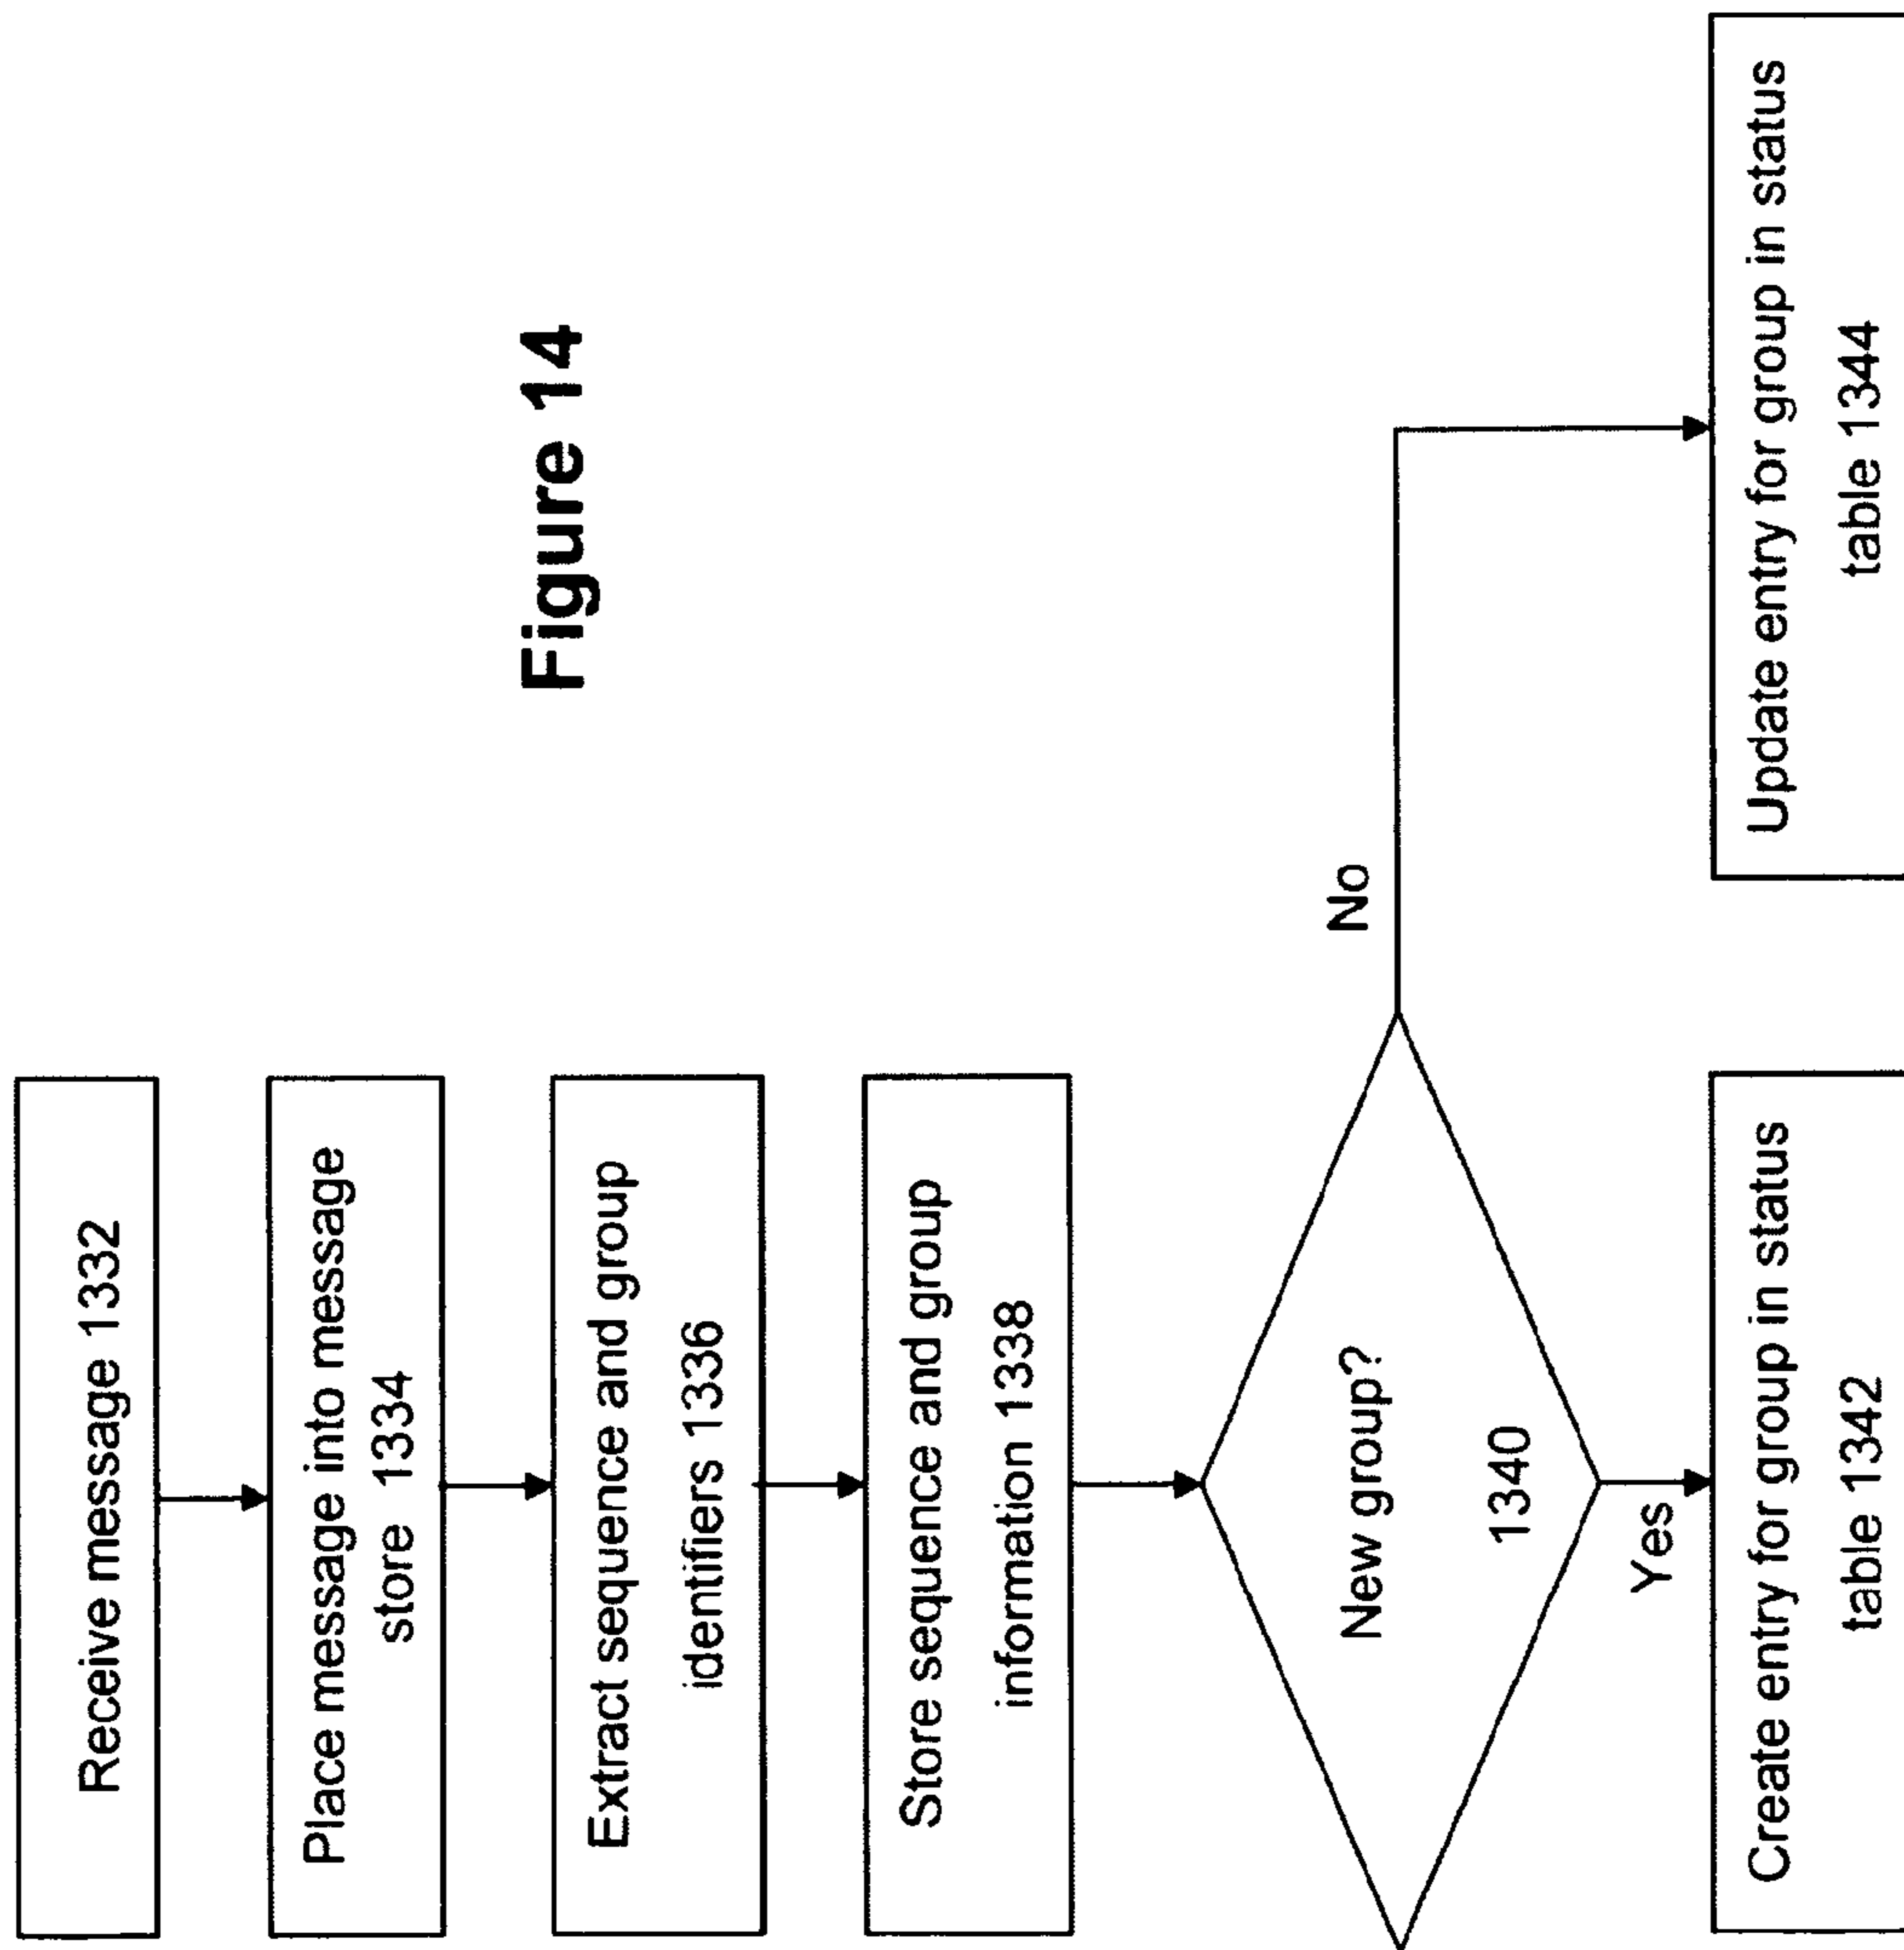 Figure 14
Receive message 1332
Place message into message
store 1334
Extract sequence and group
identifiers 1336
Store sequence and group
information 1338
New group?
1340
No
Yes
Create entry for group in status
table 1342
Update entry for group in status
table 1344